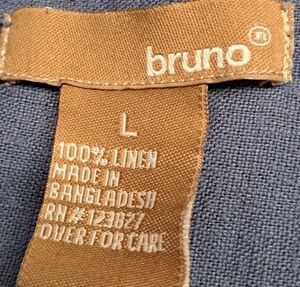 bruno ®
L
100% LINEN
MADE IN
BANGLADESH
RN#123827
OVER FOR CARE